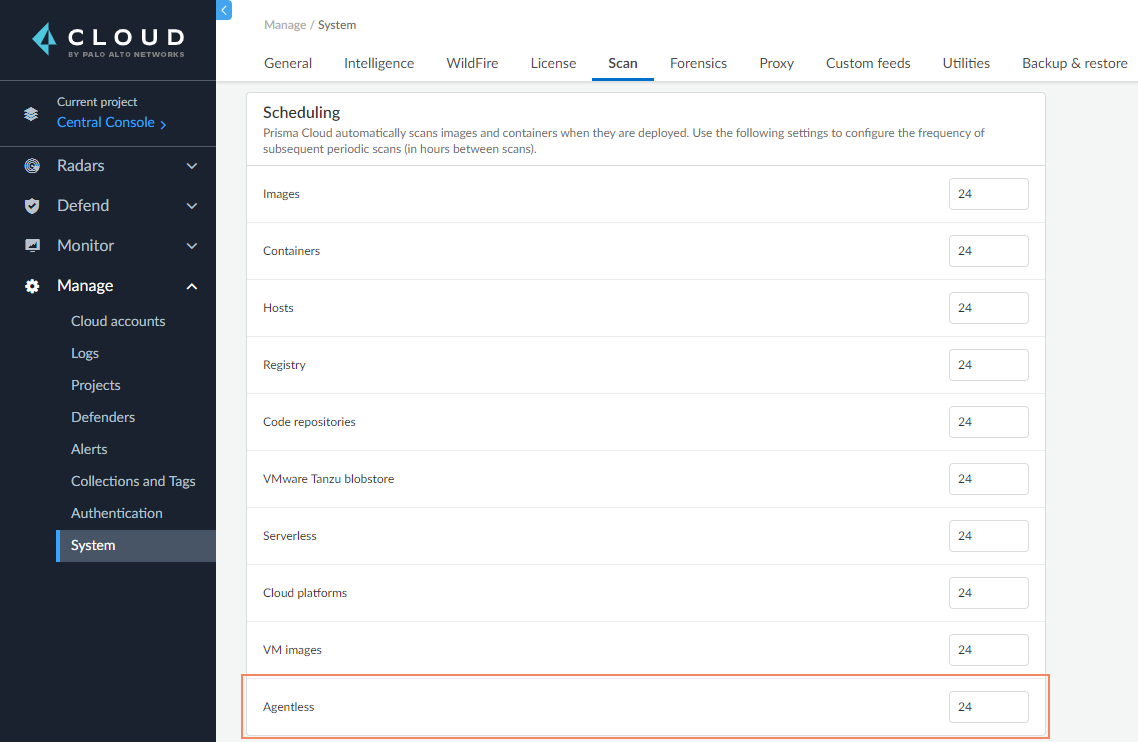 CLOUD
BY PALO ALTO NETWORKS
Current project
Central Console
Radars
Defend
Monitor
Manage
Cloud accounts
Logs
Projects
Defenders
Alerts
Collections and Tags
Authentication
System
Manage / System
General Intelligence WildFire License Scan Forensics Proxy Custom feeds Utilities Backup & restore
Scheduling
Prisma Cloud automatically scans images and containers when they are deployed. Use the following settings to configure the frequency of
subsequent periodic scans (in hours between scans).
Images 24
Containers 24
Hosts 24
Registry 24
Code repositories 24
VMware Tanzu blobstore 24
Serverless 24
Cloud platforms 24
VM images 24
Agentless 24